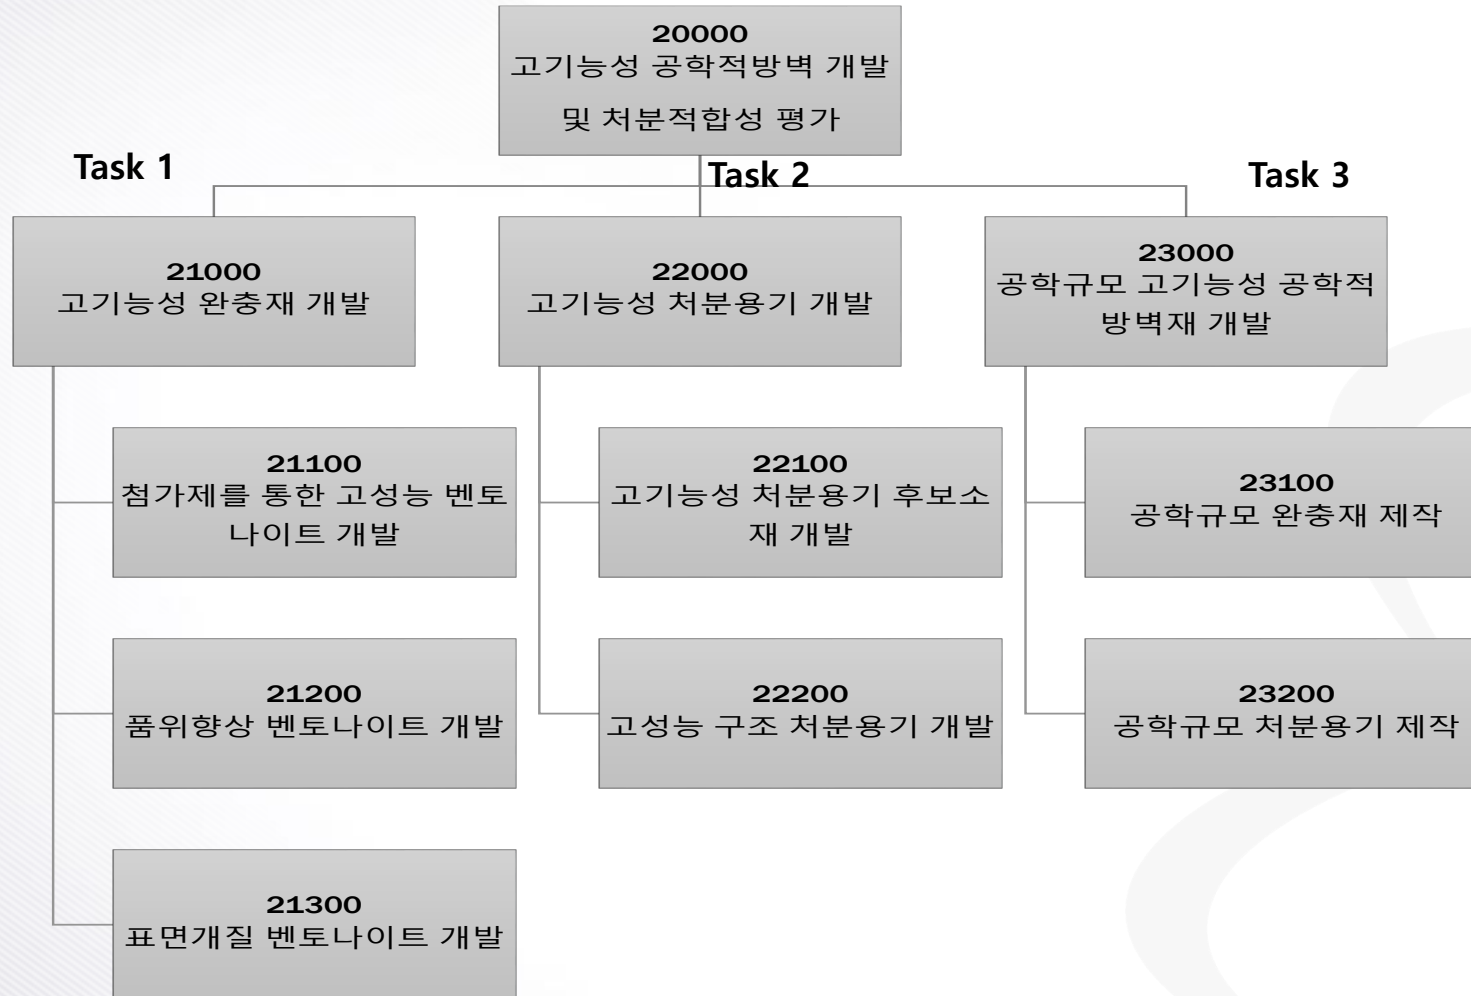 20000
고기능성 공학적방벽 개발
및 처분적합성 평가
Task 1
Task 2
Task 3
21000
고기능성 완충재 개발
22000
고기능성 처분용기 개발
23000
공학규모 고기능성 공학적
방벽재 개발
21100
첨가제를 통한 고성능 벤토
나이트 개발
22100
고기능성 처분용기 후보소
재 개발
23100
공학규모 완충재 제작
21200
품위향상 벤토나이트 개발
22200
고성능 구조 처분용기 개발
23200
공학규모 처분용기 제작
21300
표면개질 벤토나이트 개발